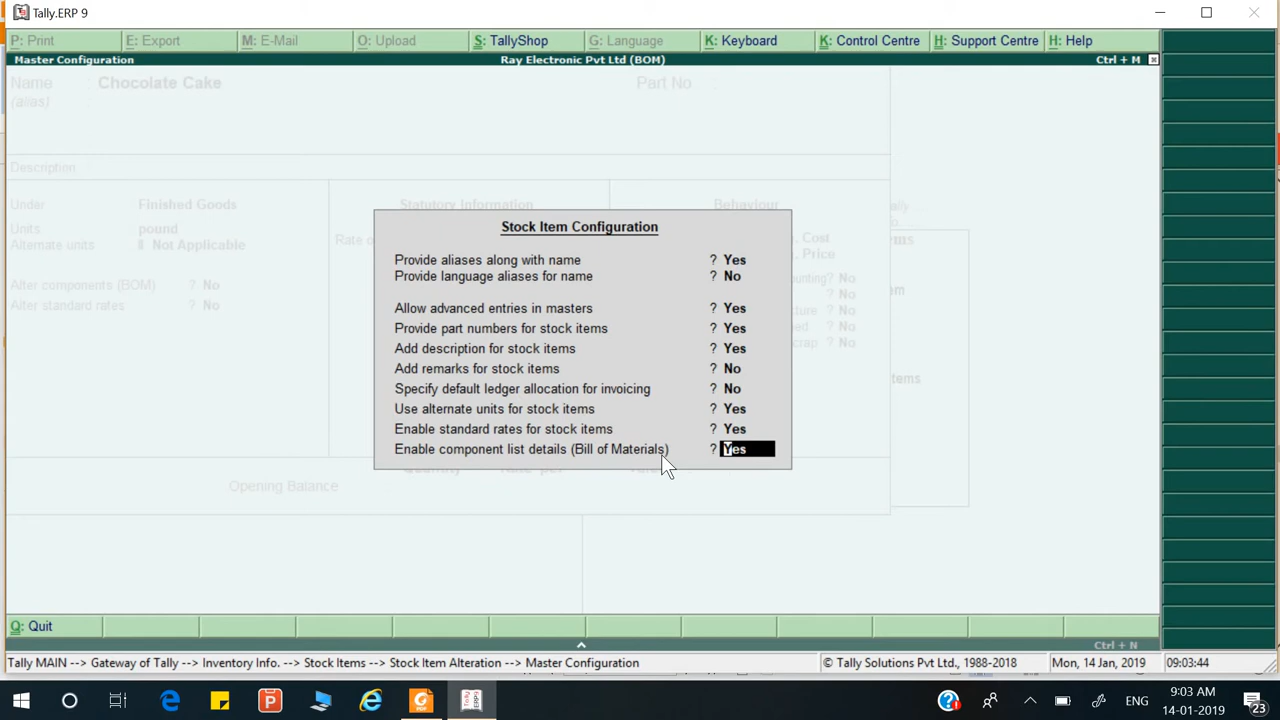 Tally.ERP 9
P: Print E: Export M: E-Mail O: Upload S: TallyShop G: Language K: Keyboard K: Control Centre H: Support Centre H: Help
Master Configuration Ray Electronic Pvt Ltd (BOM) Ctrl + M
Name Chocolate Cake Part No
(alias)
Description
Under Finished Goods Statutory Information Behaviour
Units pound
Alternate units Not Applicable
Alter components (BOM) ? No
Alter standard rates ? No
Stock Item Configuration
Provide aliases along with name ? Yes
Provide language aliases for name ? No
Allow advanced entries in masters ? Yes
Provide part numbers for stock items ? Yes
Add description for stock items ? Yes
Add remarks for stock items ? No
Specify default ledger allocation for invoicing ? No
Use alternate units for stock items ? Yes
Enable standard rates for stock items ? Yes
Enable component list details (Bill of Materials) ? Yes
Opening Balance
Q: Quit
Ctrl + N
Tally MAIN --> Gateway of Tally --> Inventory Info. --> Stock Items --> Stock Item Alteration --> Master Configuration © Tally Solutions Pvt Ltd., 1988-2018 Mon, 14 Jan, 2019 09:03:44
ENG 9:03 AM
14-01-2019 23